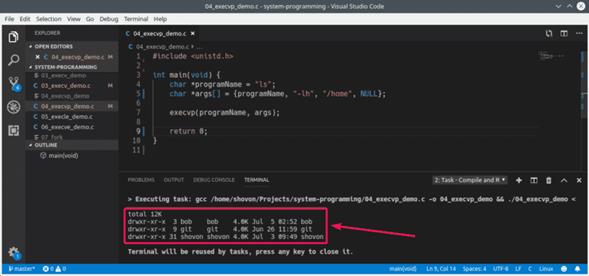 04_execvp_demo.c - system-programming - Visual Studio Code
File Edit Selection View Go Debug Terminal Help
EXPLORER
OPEN EDITORS
04_execvp_demo.c M
SYSTEM-PROGRAMMING
03_execv_demo
03_execv_demo.c M
04_execvp_demo
04_execvp_demo.c M
05_execle_demo.c
06_execve_demo.c
07_fork
OUTLINE
main(void)
04_execvp_demo.c
04_execvp_demo.c › ...
1 #include <unistd.h>
2
3 int main(void) {
4 char *programName = "ls";
5 char *args[] = {programName, "-lh", "/home", NULL};
6
7 execvp(programName, args);
8
9 return 0;
10 }
11
PROBLEMS OUTPUT DEBUG CONSOLE TERMINAL 2: Task - Compile and R
> Executing task: gcc /home/shovon/Projects/system-programming/04_execvp_demo.c -o 04_execvp_demo && ./04_execvp_demo <
total 12K
drwxr-xr-x 3 bob bob 4.0K Jul 5 02:52 bob
drwxr-xr-x 9 git git 4.0K Jun 26 11:59 git
drwxr-xr-x 31 shovon shovon 4.0K Jul 3 09:49 shovon
Terminal will be reused by tasks, press any key to close it.
master* 0 0 main(void) Ln 9, Col 14 Spaces: 4 UTF-8 LF C Linux